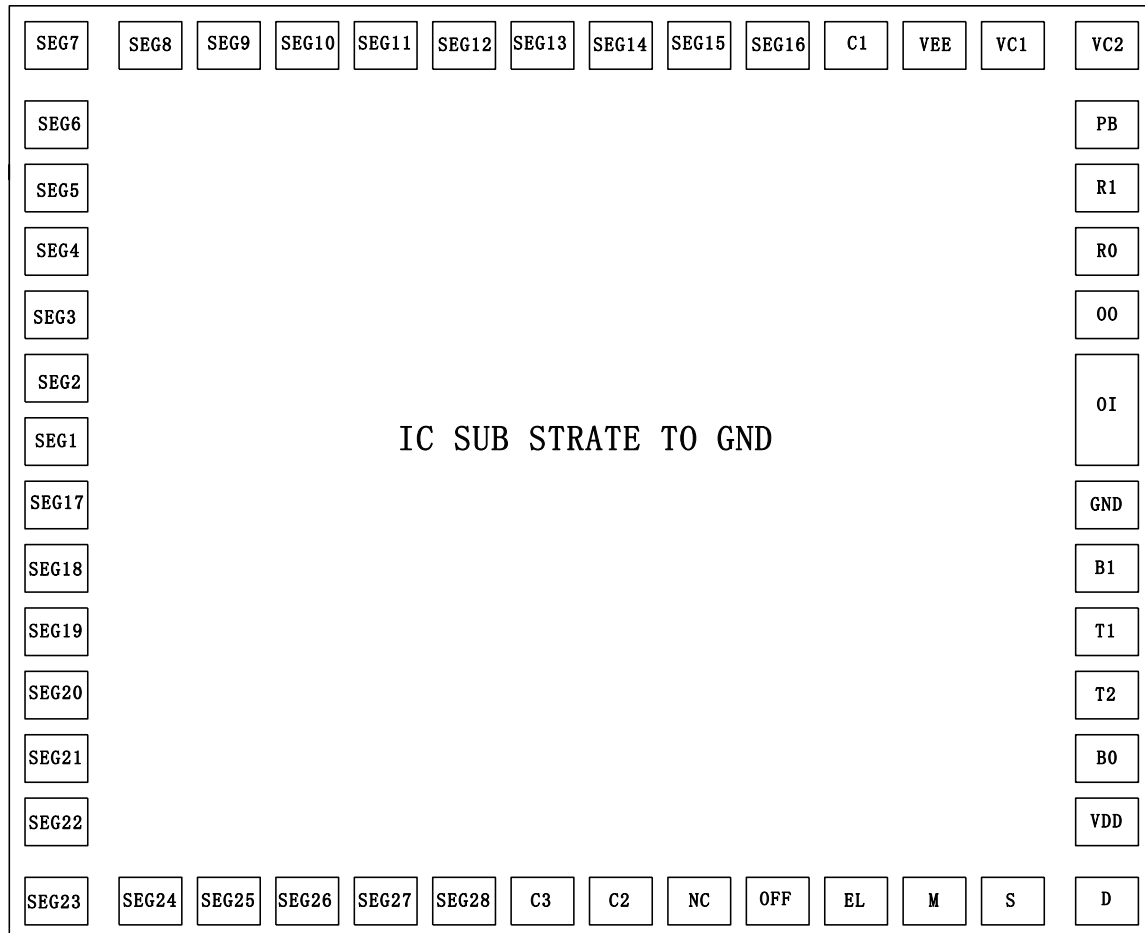 SEG7 SEG8 SEG9 SEG10 SEG11 SEG12 SEG13 SEG14 SEG15 SEG16 C1 VEE VC1 VC2
SEG6 PB
SEG5 R1
SEG4 R0
SEG3 OO
SEG2 OI
SEG1
IC SUB STRATE TO GND
SEG17 GND
SEG18 B1
SEG19 T1
SEG20 T2
SEG21 B0
SEG22 VDD
SEG23 SEG24 SEG25 SEG26 SEG27 SEG28 C3 C2 NC OFF EL M S D